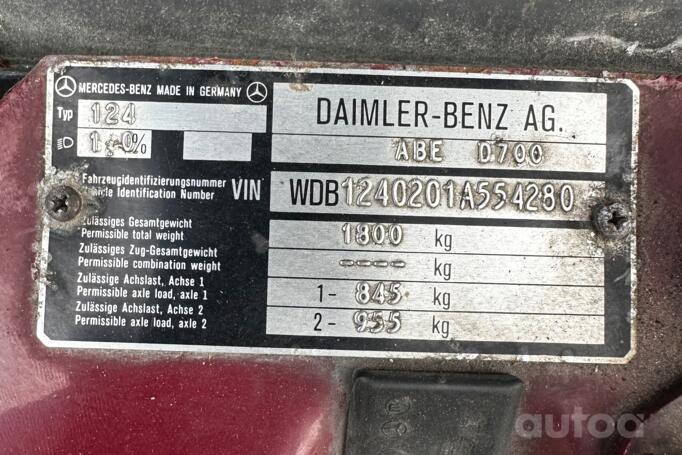 MERCEDES-BENZ MADE IN GERMANY
DAIMLER-BENZ AG.
Typ 124
1,0% ABE D700
Fahrzeugidentifizierungsnummer
Vehicle Identification Number VIN WDB1240201A554280
Zulässiges Gesamtgewicht
Permissible total weight 1800 kg
Zulässiges Zug-Gesamtgewicht
Permissible combination weight ---- kg
Zulässige Achslast, Achse 1
Permissible axle load, axle 1 1- 845 kg
Zulässige Achslast, Achse 2
Permissible axle load, axle 2 2- 955 kg
autoa